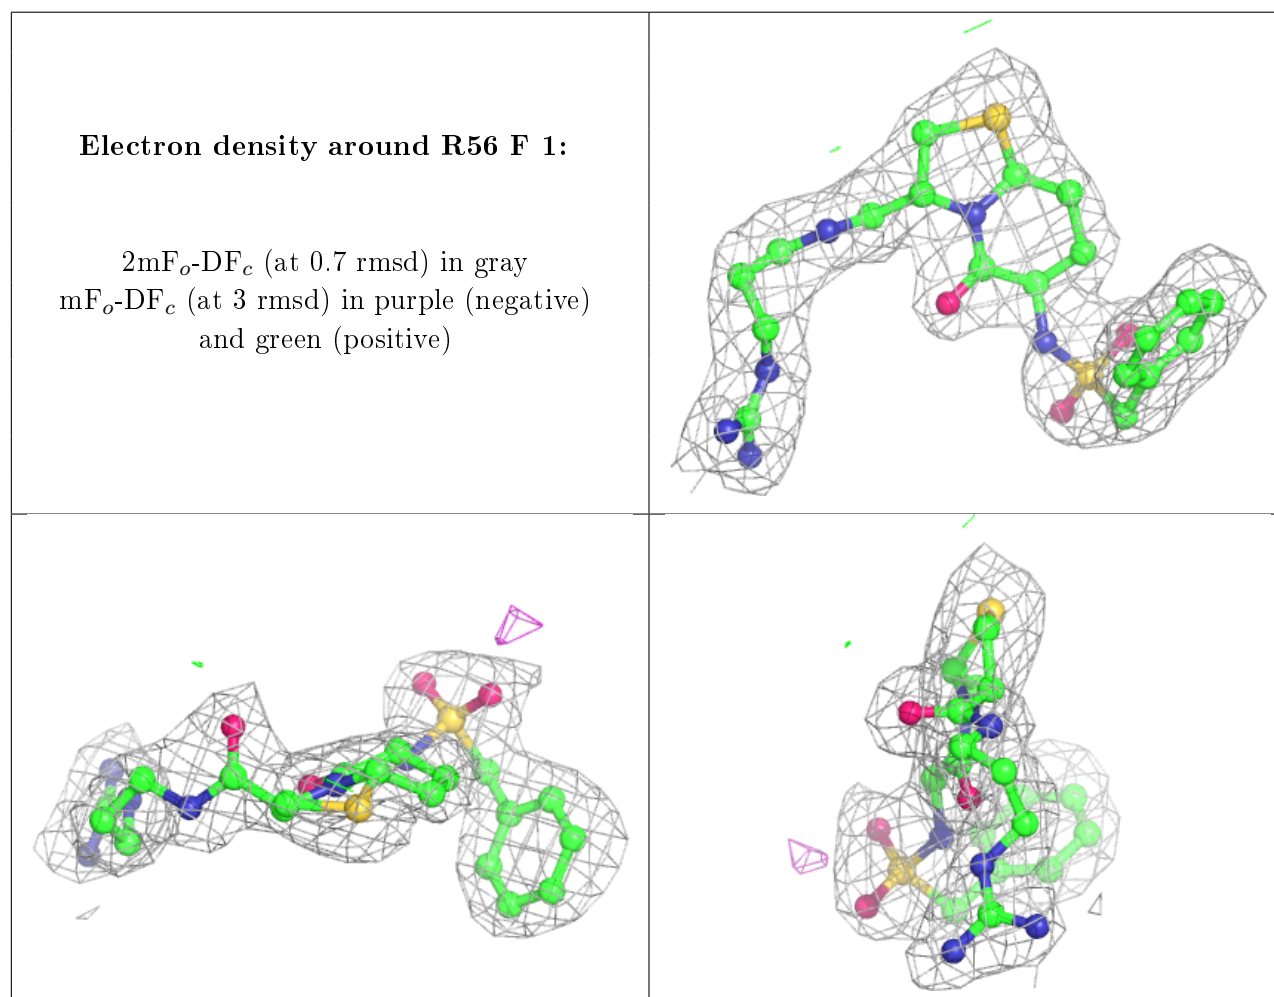 Electron density around R56 F 1:
2mFo-DFc (at 0.7 rmsd) in gray
mFo-DFc (at 3 rmsd) in purple (negative)
and green (positive)